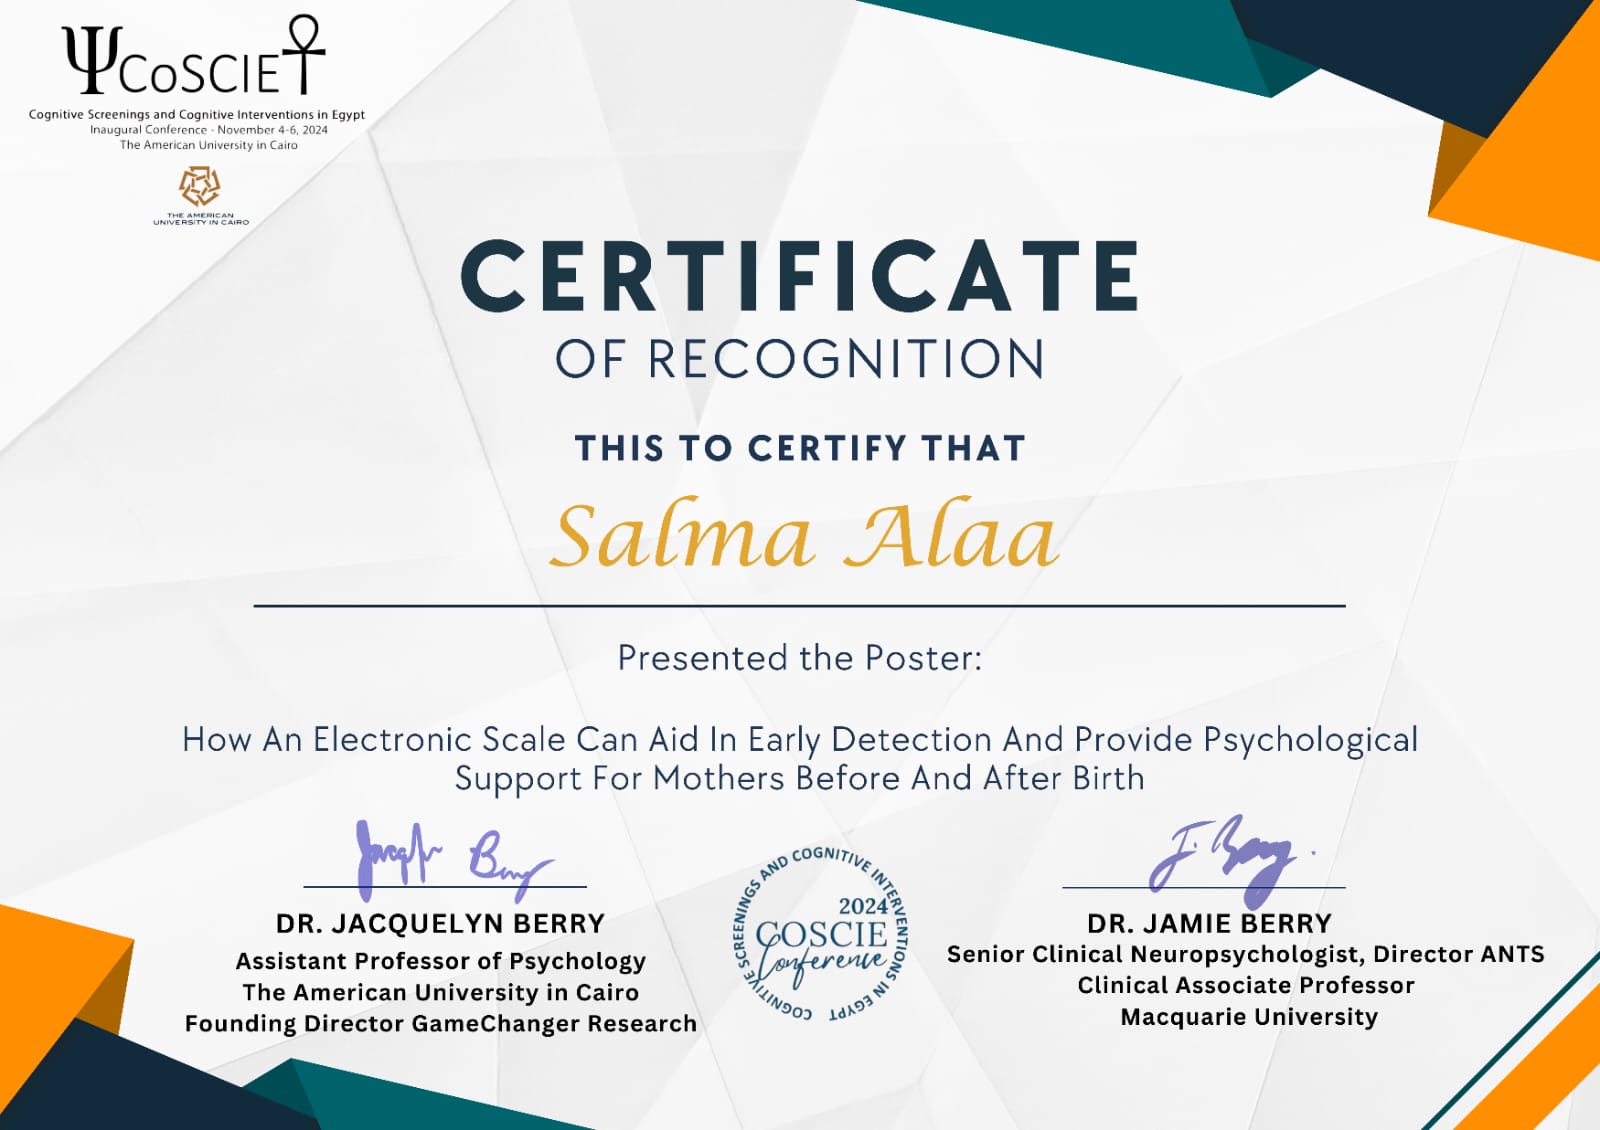 ΨCoSCIE☥
Cognitive Screenings and Cognitive Interventions in Egypt
Inaugural Conference - November 4-6, 2024
The American University in Cairo
THE AMERICAN
UNIVERSITY IN CAIRO
CERTIFICATE
OF RECOGNITION
THIS TO CERTIFY THAT
Salma Alaa
Presented the Poster:
How An Electronic Scale Can Aid In Early Detection And Provide Psychological
Support For Mothers Before And After Birth
J. Berry
DR. JACQUELYN BERRY
Assistant Professor of Psychology
The American University in Cairo
Founding Director GameChanger Research
COGNITIVE SCREENINGS AND COGNITIVE INTERVENTIONS IN EGYPT
2024
COSCIE
Conference
DR. JAMIE BERRY
Senior Clinical Neuropsychologist, Director ANTS
Clinical Associate Professor
Macquarie University